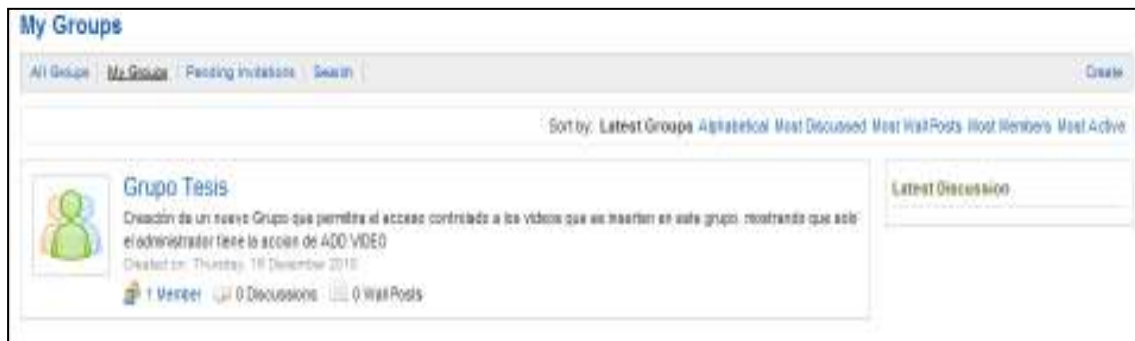 My Groups
All Groups My Groups Pending Invitations Search Create
Sort by: Latest Groups Alphabetical Most Discussed Most Wall Posts Most Members Most Active
Grupo Tesis
Creación de un nuevo Grupo que permitira el acceso controlado a los videos que se inserten en este grupo, mostrando que solo
el administrador tiene la accion de ADD VIDEO
Created on: Thursday, December 2010
1 Member 0 Discussions 0 Wall Posts
Latest Discussion